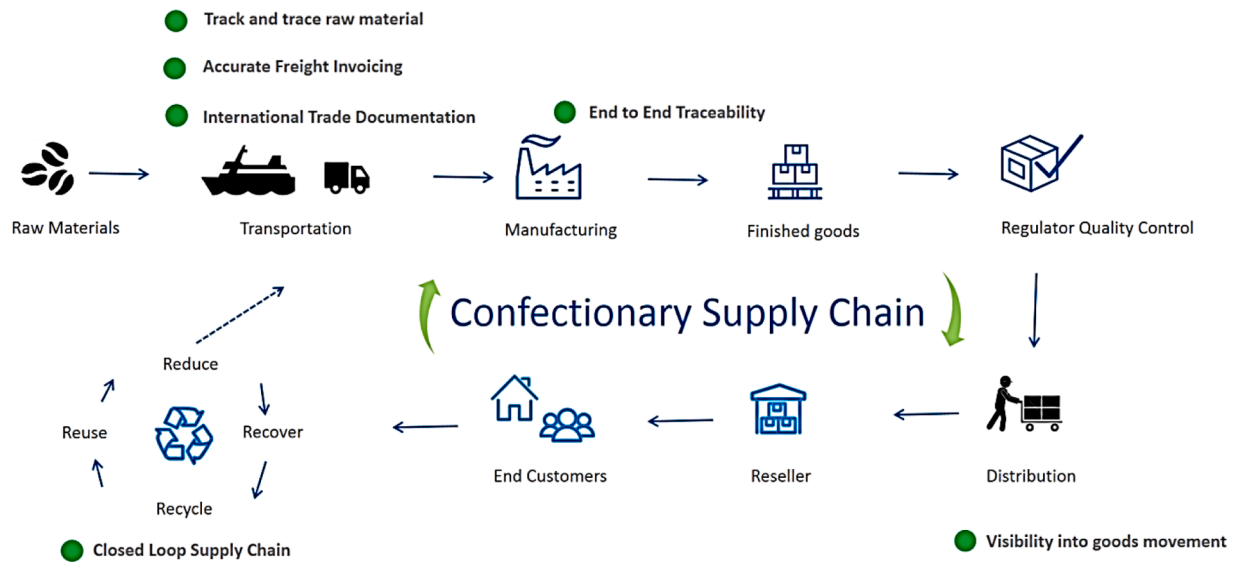 Track and trace raw material
Accurate Freight Invoicing
International Trade Documentation
End to End Traceability
Raw Materials
Transportation
Manufacturing
Finished goods
Regulator Quality Control
Confectionary Supply Chain
Reduce
Reuse
Recover
Recycle
End Customers
Reseller
Distribution
Closed Loop Supply Chain
Visibility into goods movement